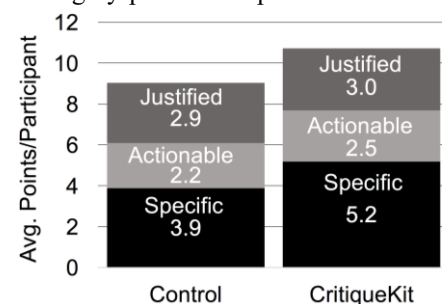 12
10
8
6
4
2
0
Avg. Points/Participant
Justified
2.9
Actionable
2.2
Specific
3.9
Justified
3.0
Actionable
2.5
Specific
5.2
Control
CritiqueKit